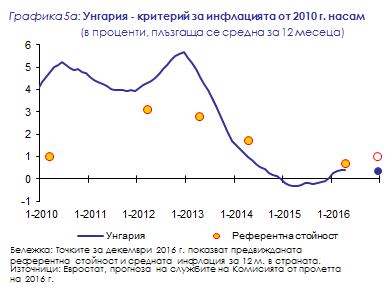 Графика 5a: Унгария - критерий за инфлацията от 2010 г. насам
(в проценти, плъзгаща се средна за 12 месеца)
6
5
4
3
2
1
0
-1
1-2010 1-2011 1-2012 1-2013 1-2014 1-2015 1-2016
Унгария Референтна стойност
Бележка: Точките за декември 2016 г. показват предвижданата
референтна стойност и средната инфлация за 12 м. в страната.
Източници: Евростат, прогноза на службите на Комисията от пролетта
на 2016 г.